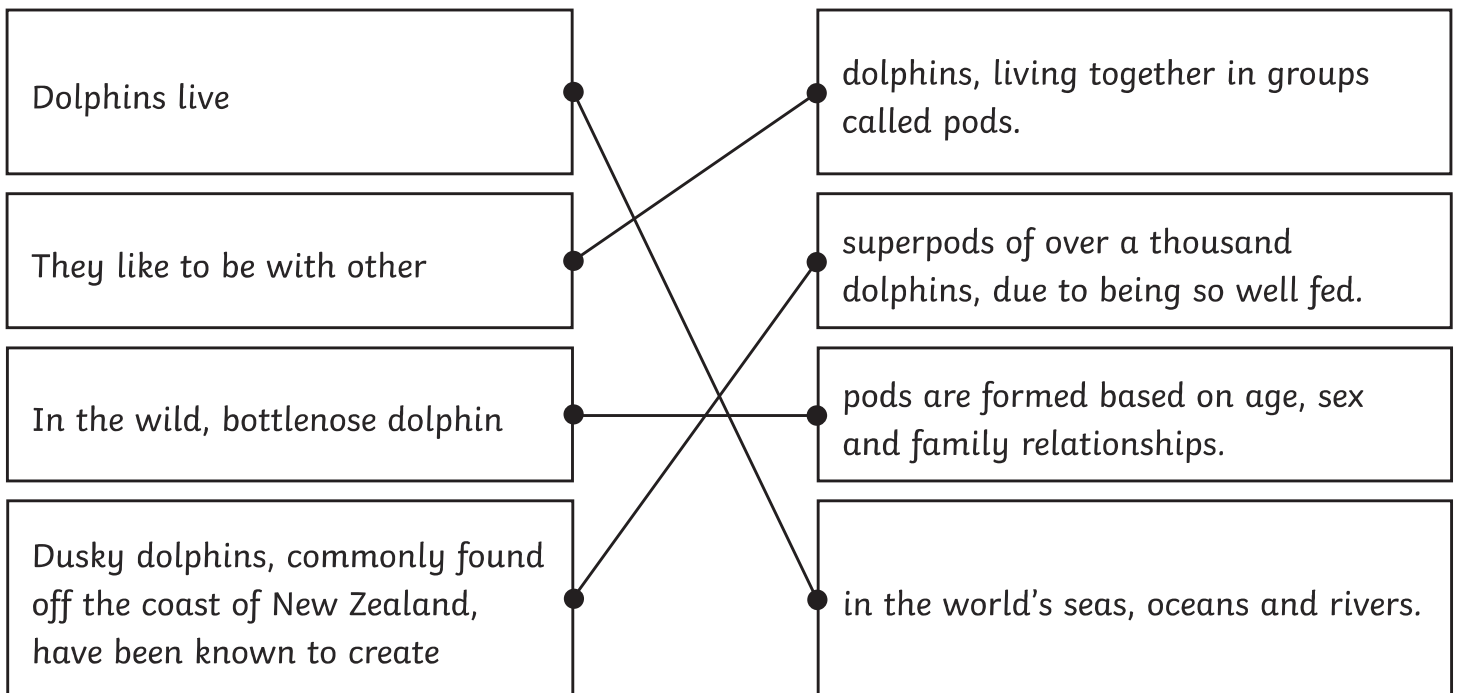 Dolphins live
They like to be with other
In the wild, bottlenose dolphin
Dusky dolphins, commonly found
off the coast of New Zealand,
have been known to create
dolphins, living together in groups
called pods.
superpods of over a thousand
dolphins, due to being so well fed.
pods are formed based on age, sex
and family relationships.
in the world's seas, oceans and rivers.